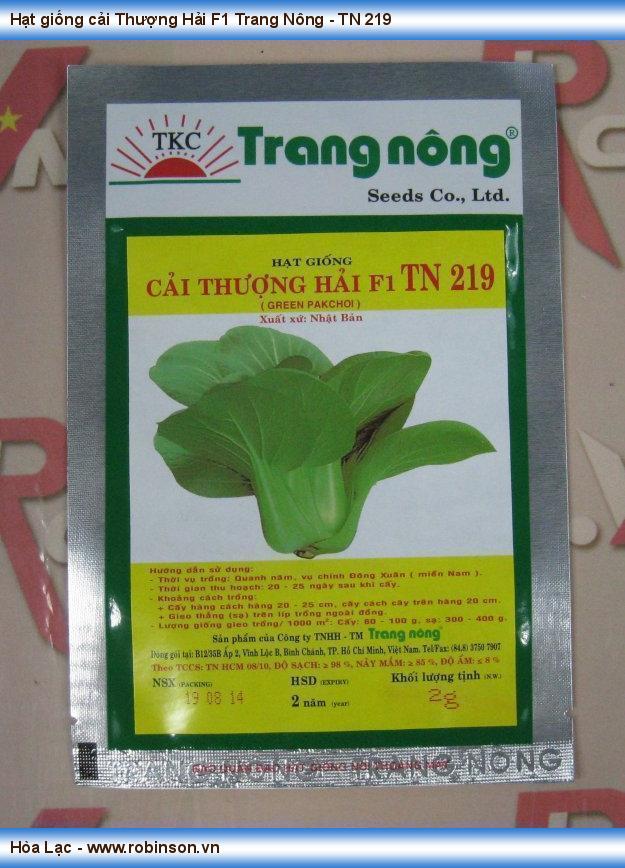 Hạt giống cải Thượng Hải F1 Trang Nông - TN 219
TKC
Trang nông®
Seeds Co., Ltd.
HẠT GIỐNG
CẢI THƯỢNG HẢI F1 TN 219
( GREEN PAKCHOI )
Xuất xứ: Nhật Bản
Hướng dẫn sử dụng:
- Thời vụ trồng: Quanh năm, vụ chính Đông Xuân ( miền Nam ).
- Thời gian thu hoạch: 20 - 25 ngày sau khi cấy.
- Khoảng cách trồng:
+ Cấy hàng cách hàng 20 - 25 cm, cây cách cây trên hàng 20 cm.
+ Gieo thẳng (sạ) trên líp trồng ngoài đồng.
- Lượng giống gieo trồng/ 1000 m²: Cấy: 60 - 100 g, sạ: 300 - 400 g.
Sản phẩm của Công ty TNHH - TM Trang nông
Đóng gói tại: B12/35B Ấp 2, Vĩnh Lộc B, Bình Chánh, TP. Hồ Chí Minh, Việt Nam. Tel/Fax: (84.8) 3750 7907
Theo TCCS: TN HCM 08/10, ĐỘ SẠCH: ≥ 98 %, NẢY MẦM: ≥ 85 %, ĐỘ ẨM: ≤ 8 %
NSX (PACKING) HSD (EXPIRY) Khối lượng tịnh (N.W.)
19 08 14 2 năm (year) 2g
TRANG NÔNG TRANG NÔNG
Hòa Lạc - www.robinson.vn